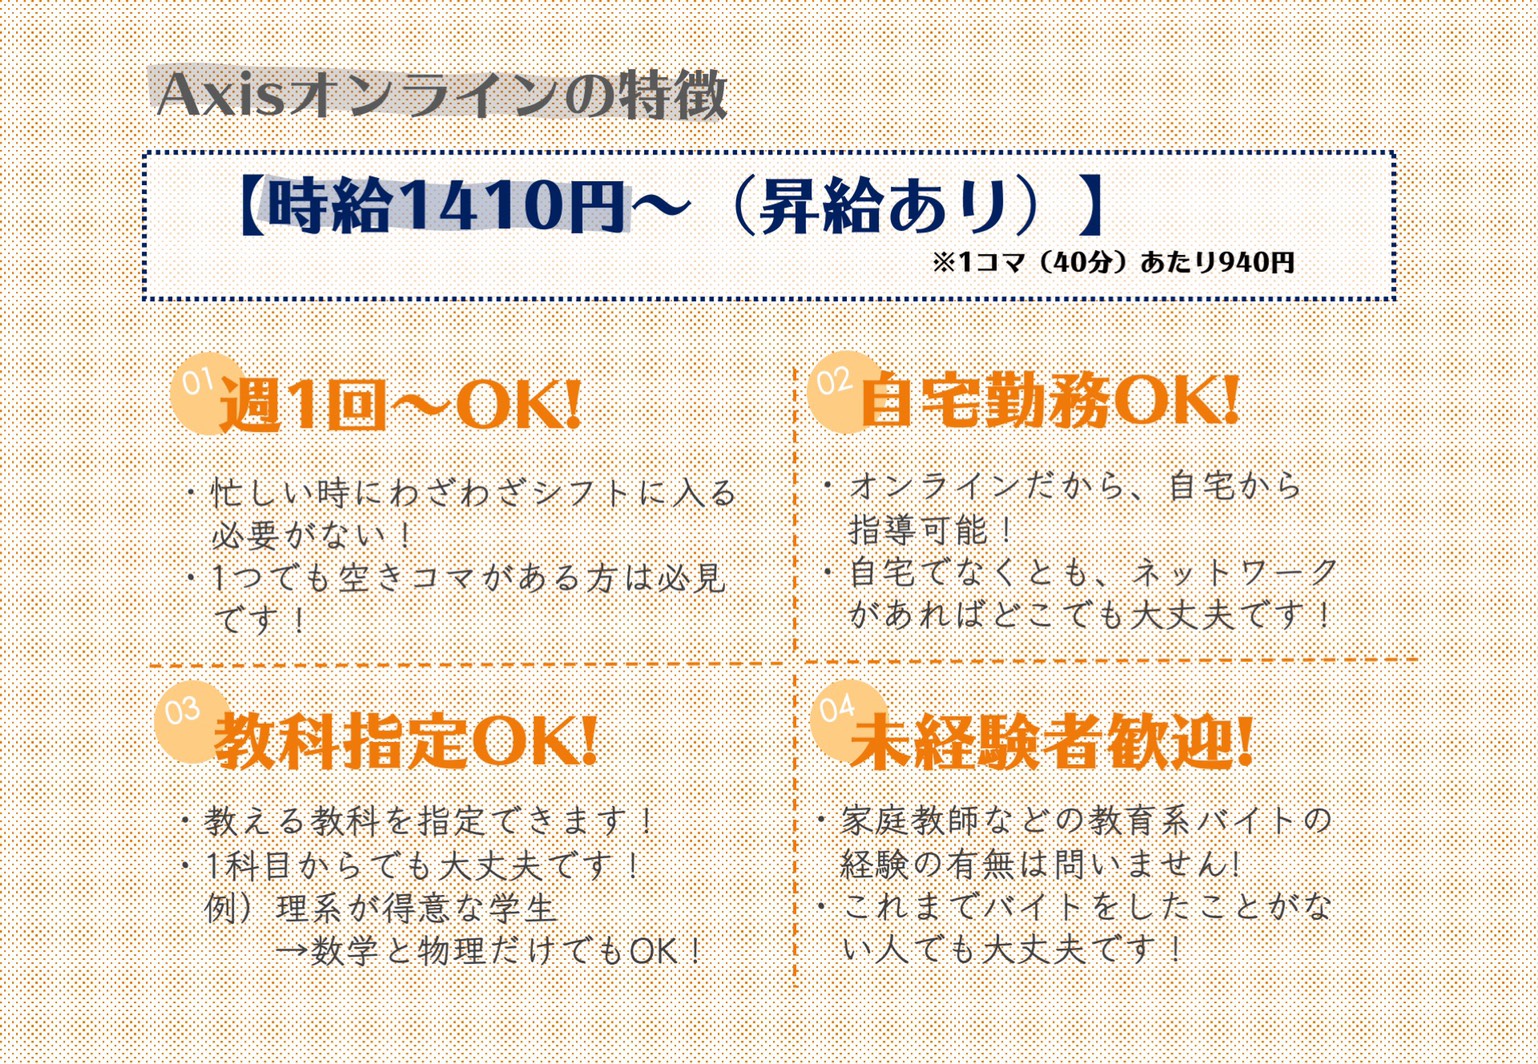 Axisオンラインの特徴
【時給1410円～（昇給あり）】
※1コマ（40分）あたり940円
01
週1回～OK!
・忙しい時にわざわざシフトに入る
必要がない！
・1つでも空きコマがある方は必見
です！
02
自宅勤務OK!
・オンラインだから、自宅から
指導可能！
・自宅でなくとも、ネットワーク
があればどこでも大丈夫です！
03
教科指定OK!
・教える教科を指定できます！
・1科目からでも大丈夫です！
例）理系が得意な学生
→数学と物理だけでもOK！
04
未経験者歓迎!
・家庭教師などの教育系バイトの
経験の有無は問いません!
・これまでバイトをしたことがな
い人でも大丈夫です！